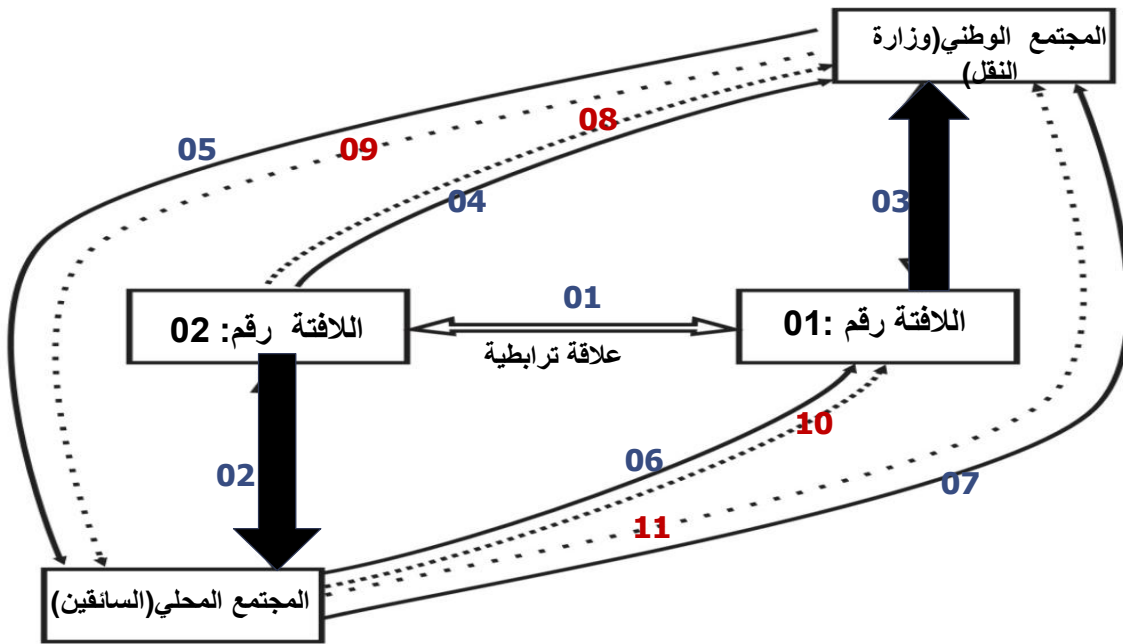 المجتمع الوطني(وزارة
النقل)
08
09
05
04
03
01
اللافتة رقم :01
اللافتة رقم: 02
علاقة ترابطية
10
06
02
07
11
المجتمع المحلي(السائقين)